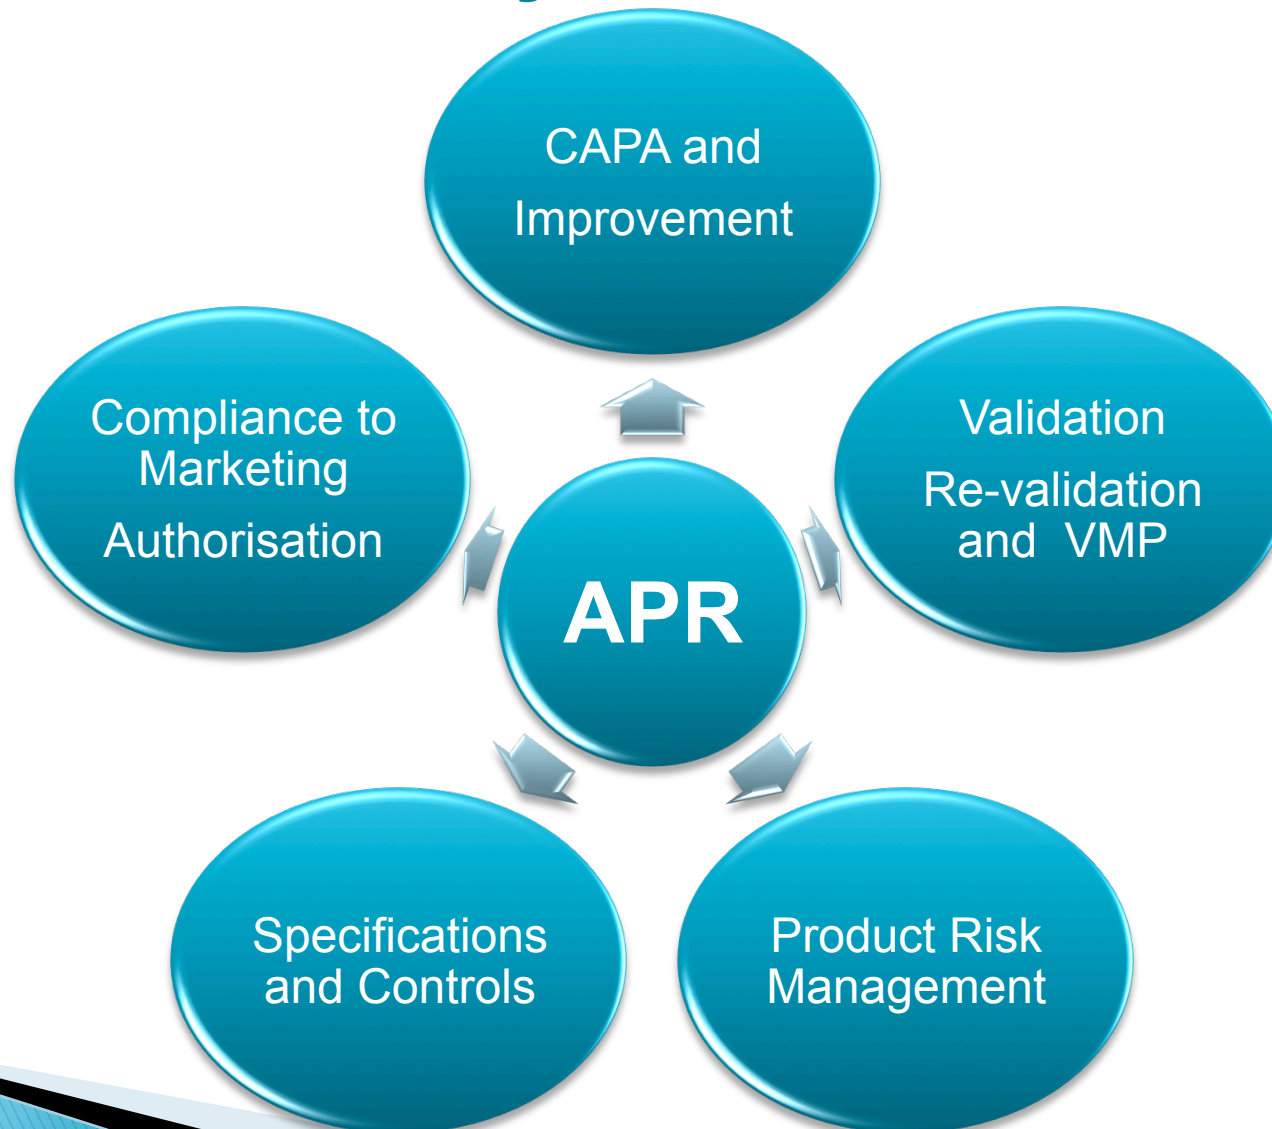 CAPA and
Improvement
Compliance to
Marketing
Authorisation
Validation
Re-validation
and VMP
APR
Specifications
and Controls
Product Risk
Management